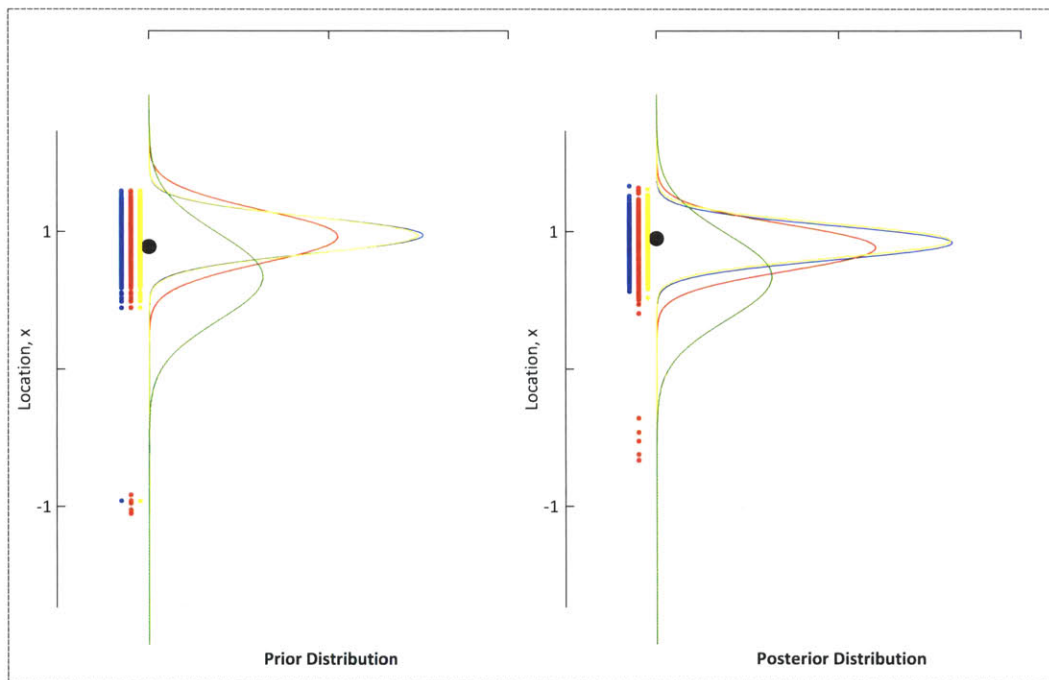 1
Location, x
-1
Prior Distribution
1
Location, x
-1
Posterior Distribution